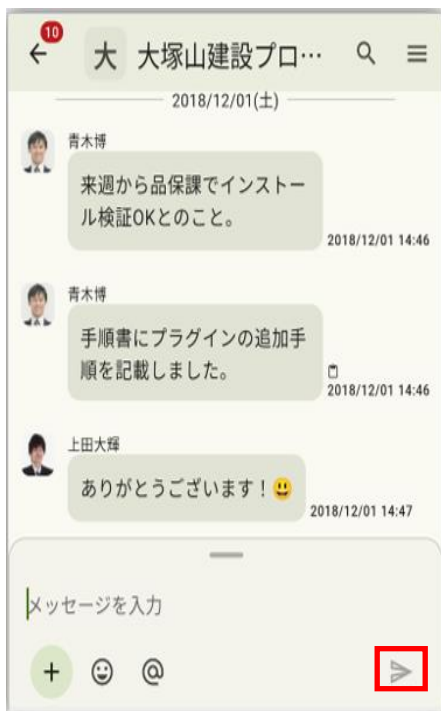 10
大 大塚山建設プロ…
2018/12/01(土)
青木博
来週から品保課でインストー
ル検証OKとのこと。
2018/12/01 14:46
青木博
手順書にプラグインの追加手
順を記載しました。
2018/12/01 14:46
上田大輝
ありがとうございます！😃
2018/12/01 14:47
メッセージを入力